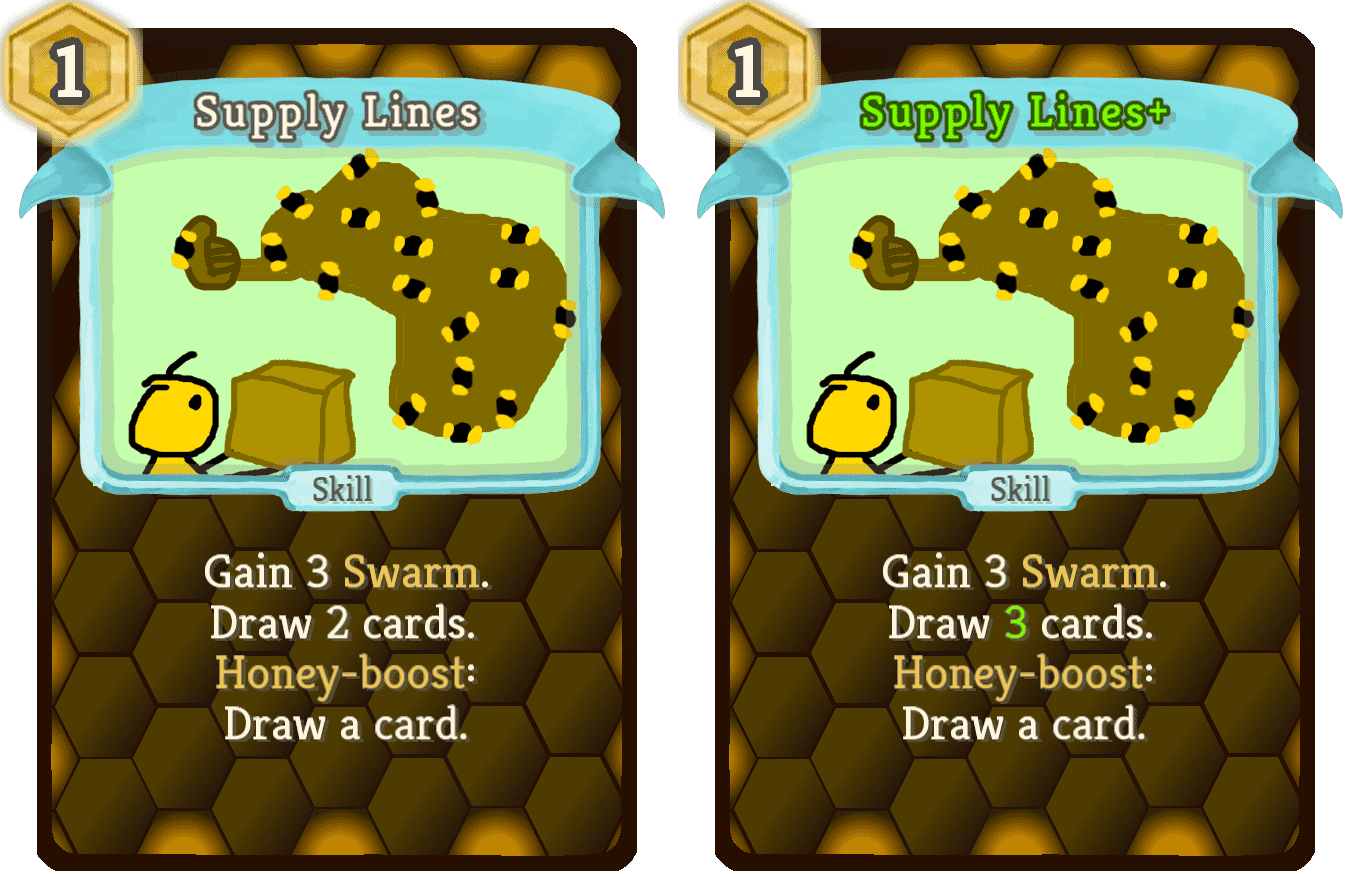 1
Supply Lines
Skill
Gain 3 Swarm.
Draw 2 cards.
Honey-boost:
Draw a card.
1
Supply Lines+
Skill
Gain 3 Swarm.
Draw 3 cards.
Honey-boost:
Draw a card.